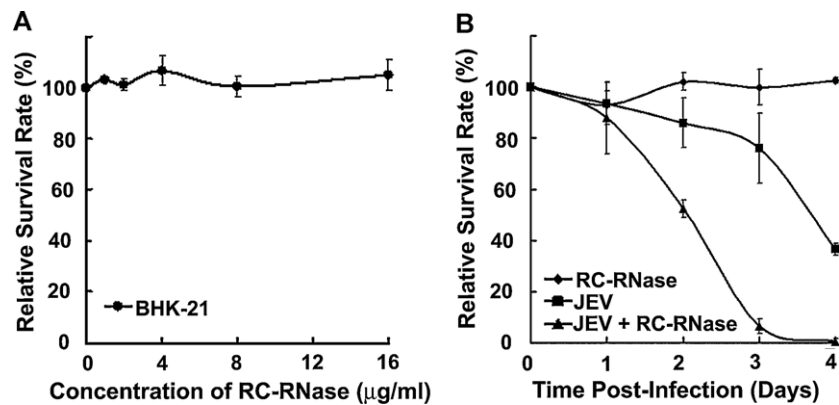 A
Relative Survival Rate (%)
100
80
60
40
20
0
BHK-21
0 4 8 12 16
Concentration of RC-RNase (μg/ml)
B
Relative Survival Rate (%)
100
80
60
40
20
0
RC-RNase
JEV
JEV + RC-RNase
0 1 2 3 4
Time Post-Infection (Days)